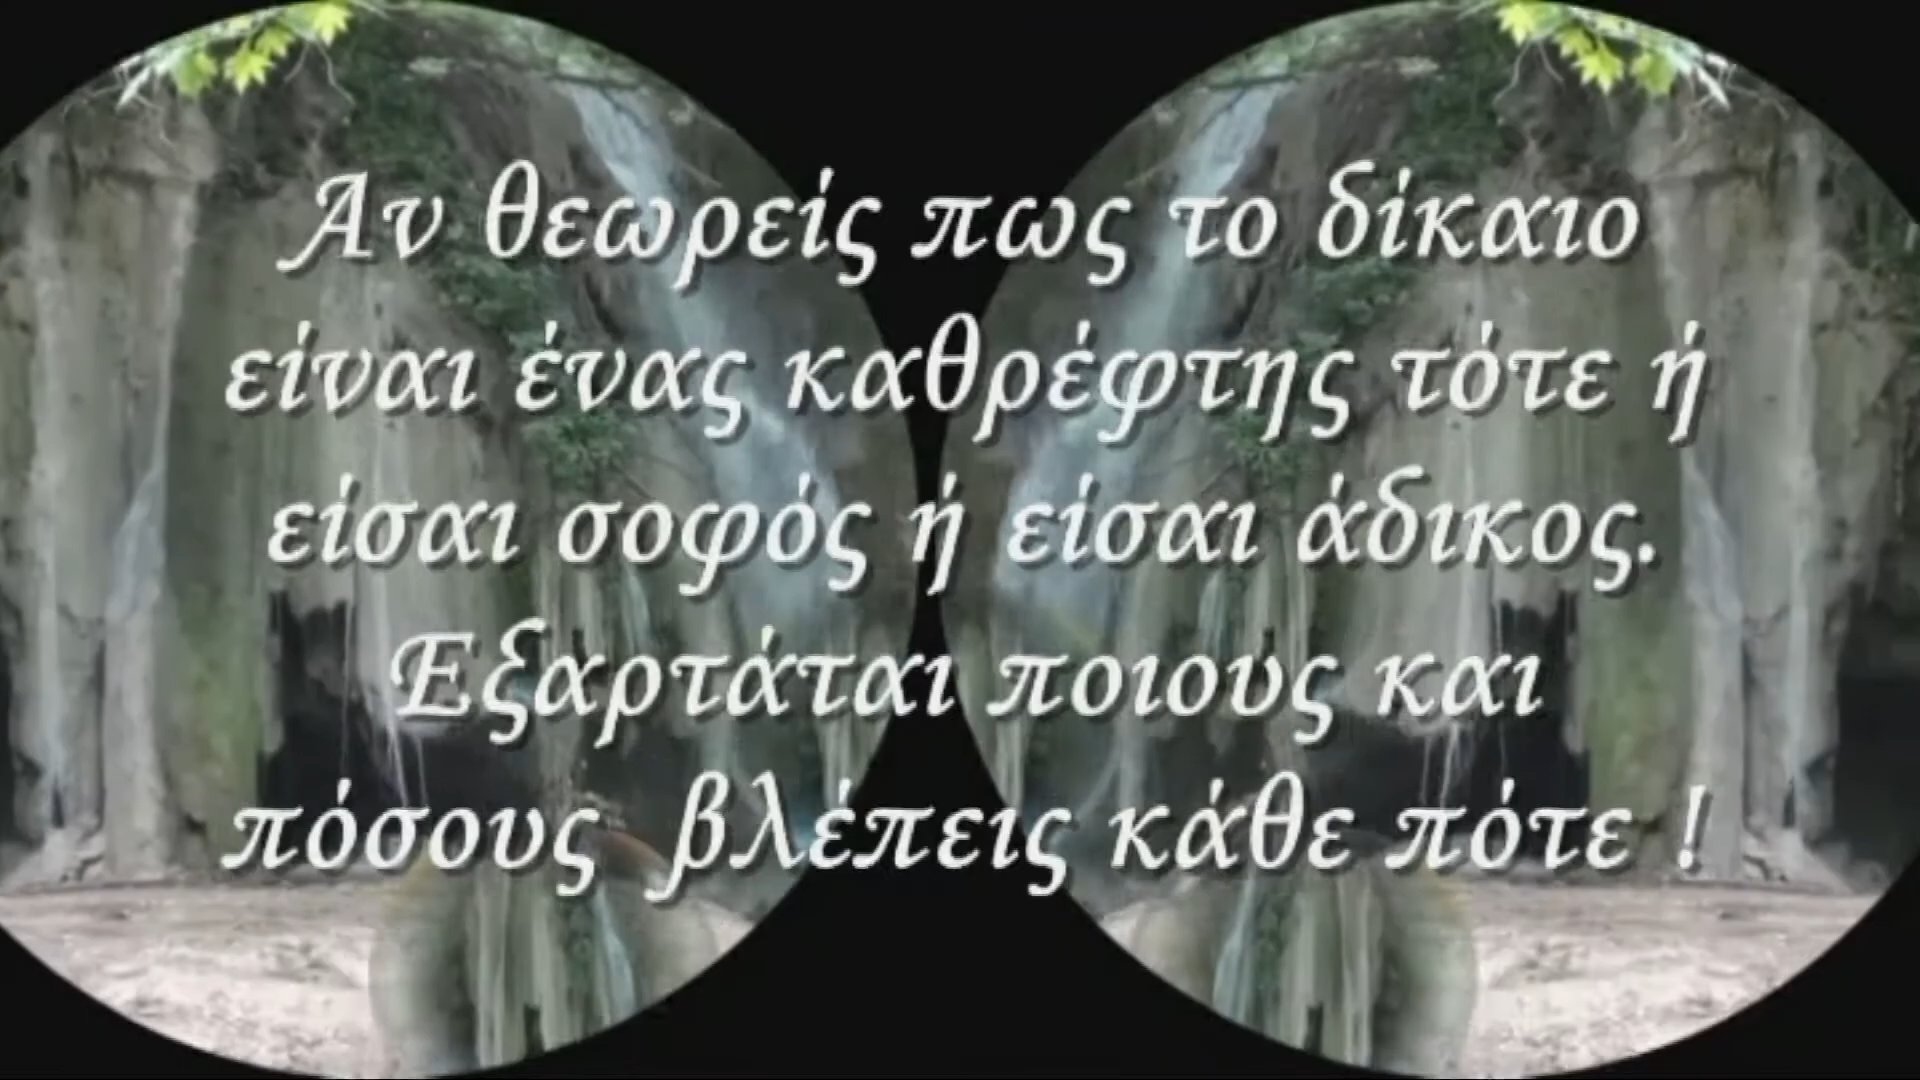 Αν θεωρείς πως το δίκαιο
είναι ένας καθρέφτης τότε ή
είσαι σοφός ή είσαι άδικος.
Εξαρτάται ποιους και
πόσους  βλέπεις κάθε πότε !